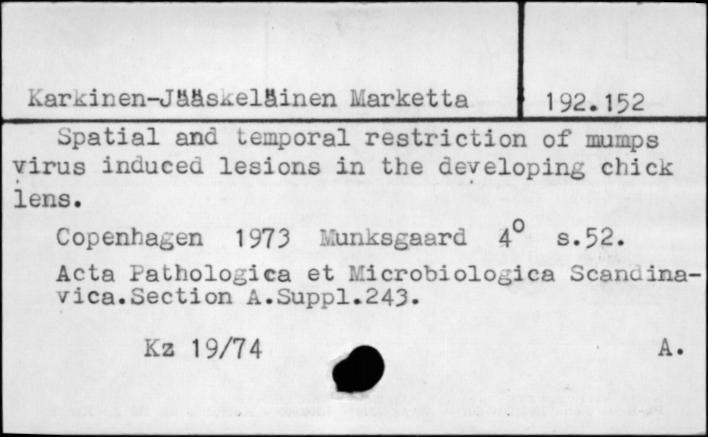 Karkinen-Jääskeläinen Marketta 192.152
Spatial and temporal restriction of mumps
virus induced lesions in the developing chick
lens.
Copenhagen 1973 Munksgaard 4° s.52.
Acta Pathologica et Microbiologica Scandina-
vica.Section A.Suppl.243.
Kz 19/74 A.